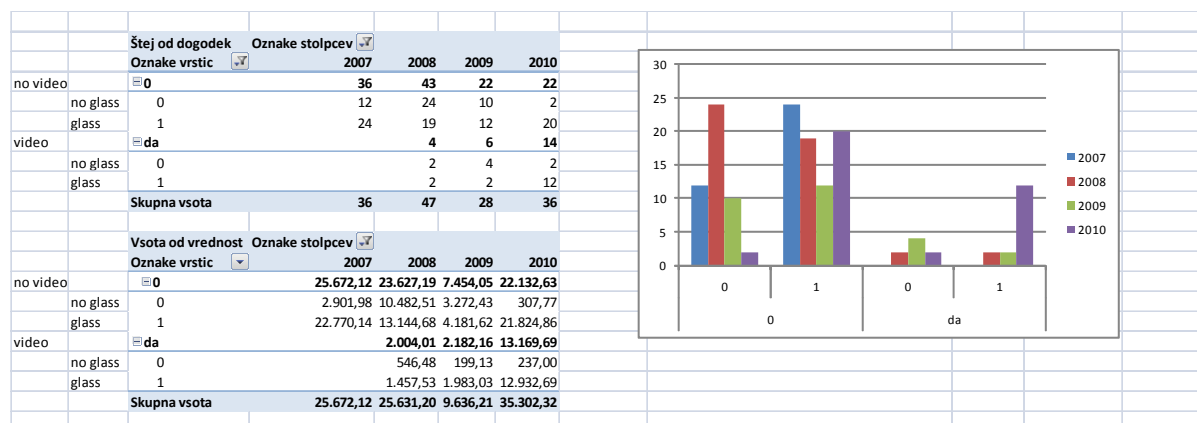 Štej od dogodek Oznake stolpcev
Oznake vrstic 2007 2008 2009 2010
no video 0 36 43 22 22
no glass 0 12 24 10 2
glass 1 24 19 12 20
video da 4 6 14
no glass 0 2 4 2
glass 1 2 2 12
Skupna vsota 36 47 28 36
Vsota od vrednost Oznake stolpcev
Oznake vrstic 2007 2008 2009 2010
no video 0 25.672,12 23.627,19 7.454,05 22.132,63
no glass 0 2.901,98 10.482,51 3.272,43 307,77
glass 1 22.770,14 13.144,68 4.181,62 21.824,86
video da 2.004,01 2.182,16 13.169,69
no glass 0 546,48 199,13 237,00
glass 1 1.457,53 1.983,03 12.932,69
Skupna vsota 25.672,12 25.631,20 9.636,21 35.302,32
30
25
20
15
10
5
0
0 1 0 1
0 da
2007
2008
2009
2010